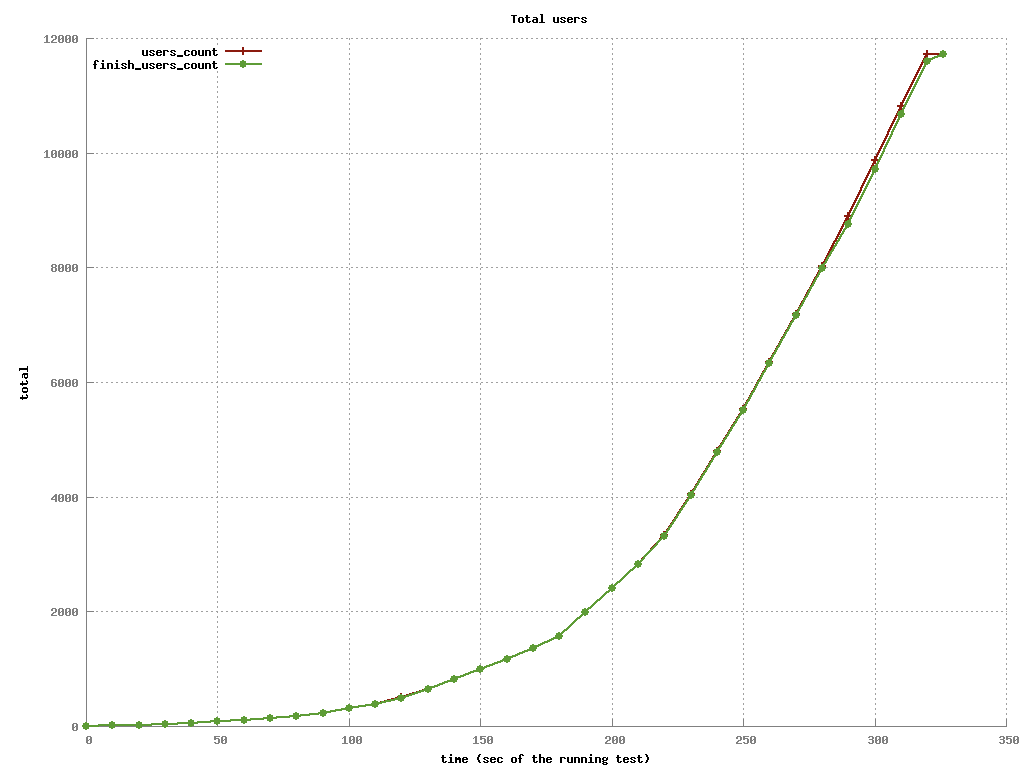 Total users
12000
users_count
finish_users_count
10000
8000
6000
total
4000
2000
0
0 50 100 150 200 250 300 350
time (sec of the running test)